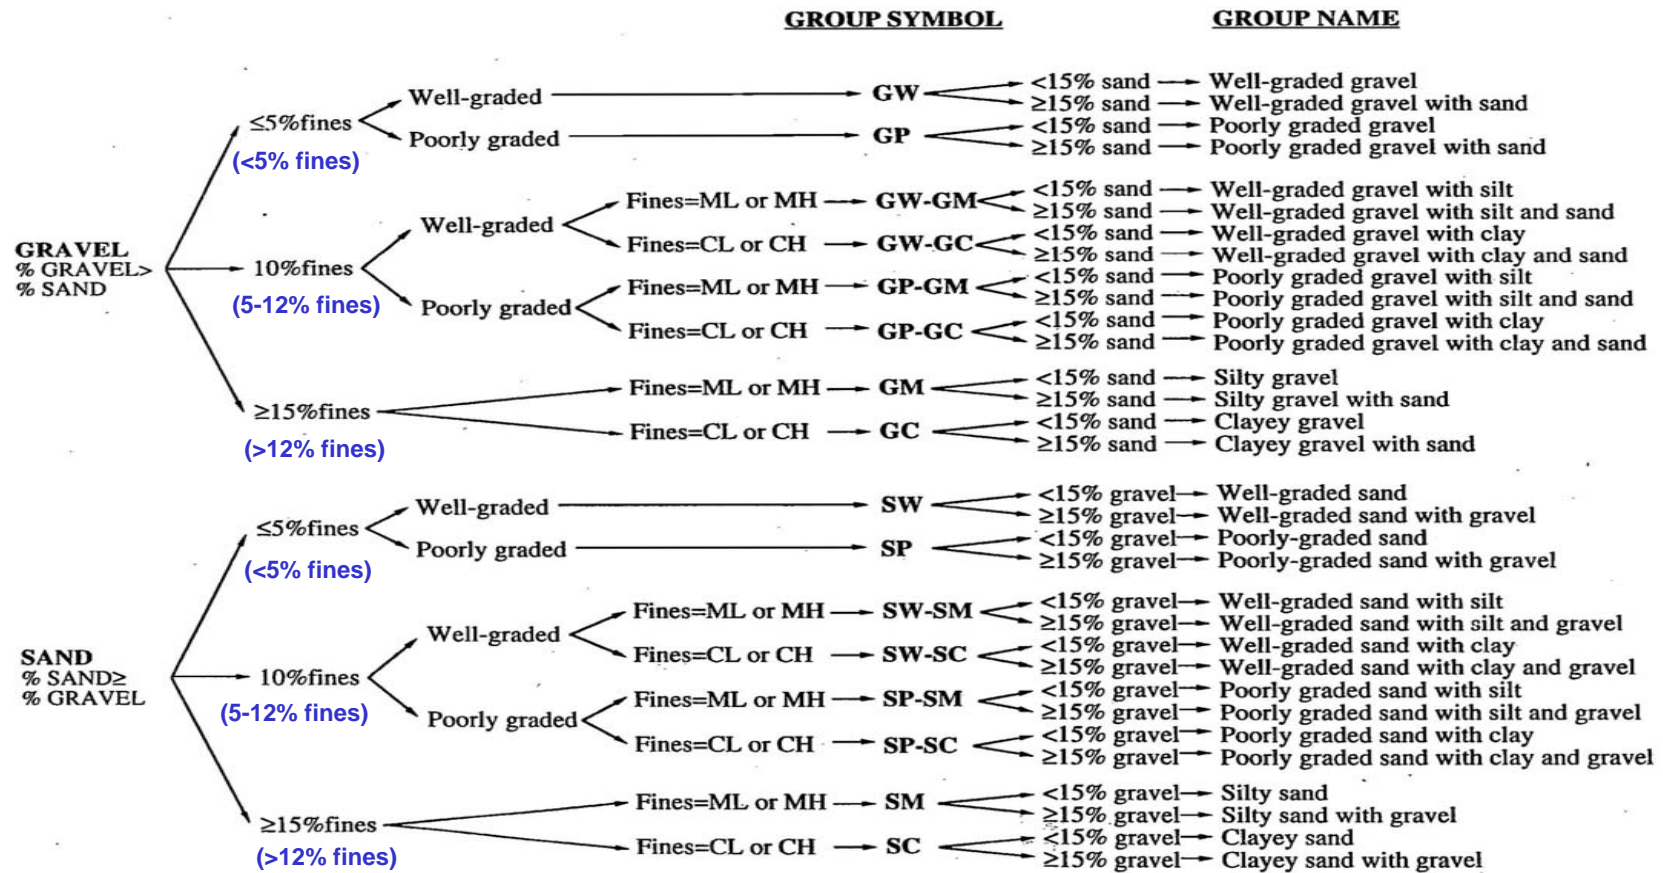 GROUP SYMBOL GROUP NAME
<15% sand Well-graded gravel
Well-graded GW
≥15% sand Well-graded gravel with sand
≤5%fines
<15% sand Poorly graded gravel
Poorly graded GP
≥15% sand Poorly graded gravel with sand
(<5% fines)
<15% sand Well-graded gravel with silt
Fines=ML or MH GW-GM
≥15% sand Well-graded gravel with silt and sand
Well-graded
<15% sand Well-graded gravel with clay
Fines=CL or CH GW-GC
≥15% sand Well-graded gravel with clay and sand
GRAVEL
% GRAVEL>
% SAND
10%fines
(5-12% fines)
<15% sand Poorly graded gravel with silt
Fines=ML or MH GP-GM
≥15% sand Poorly graded gravel with silt and sand
Poorly graded
<15% sand Poorly graded gravel with clay
Fines=CL or CH GP-GC
≥15% sand Poorly graded gravel with clay and sand
<15% sand Silty gravel
Fines=ML or MH GM
≥15% sand Silty gravel with sand
≥15%fines
<15% sand Clayey gravel
Fines=CL or CH GC
≥15% sand Clayey gravel with sand
(>12% fines)
<15% gravel Well-graded sand
Well-graded SW
≥15% gravel Well-graded sand with gravel
≤5%fines
<15% gravel Poorly-graded sand
Poorly graded SP
≥15% gravel Poorly-graded sand with gravel
(<5% fines)
<15% gravel Well-graded sand with silt
Fines=ML or MH SW-SM
≥15% gravel Well-graded sand with silt and gravel
Well-graded
<15% gravel Well-graded sand with clay
Fines=CL or CH SW-SC
≥15% gravel Well-graded sand with clay and gravel
SAND
% SAND≥
% GRAVEL
10%fines
(5-12% fines)
<15% gravel Poorly graded sand with silt
Fines=ML or MH SP-SM
≥15% gravel Poorly graded sand with silt and gravel
Poorly graded
<15% gravel Poorly graded sand with clay
Fines=CL or CH SP-SC
≥15% gravel Poorly graded sand with clay and gravel
<15% gravel Silty sand
Fines=ML or MH SM
≥15% gravel Silty sand with gravel
≥15%fines
<15% gravel Clayey sand
Fines=CL or CH SC
≥15% gravel Clayey sand with gravel
(>12% fines)